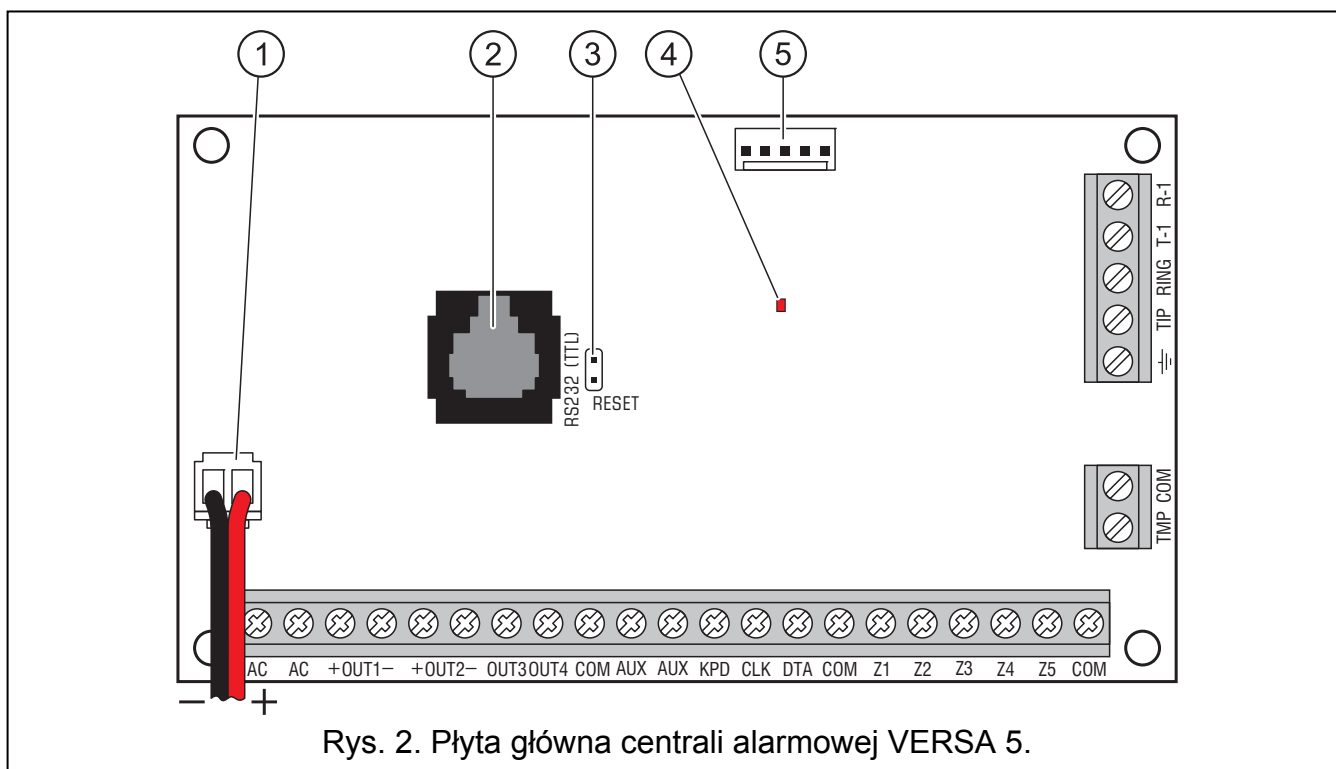 1 2 3 4 5
R-1
T-1
RING
TIP
RS232 (TTL)
RESET
COM
TMP
AC AC +OUT1− +OUT2− OUT3 OUT4 COM AUX AUX KPD CLK DTA COM Z1 Z2 Z3 Z4 Z5 COM
− +
Rys. 2. Płyta główna centrali alarmowej VERSA 5.